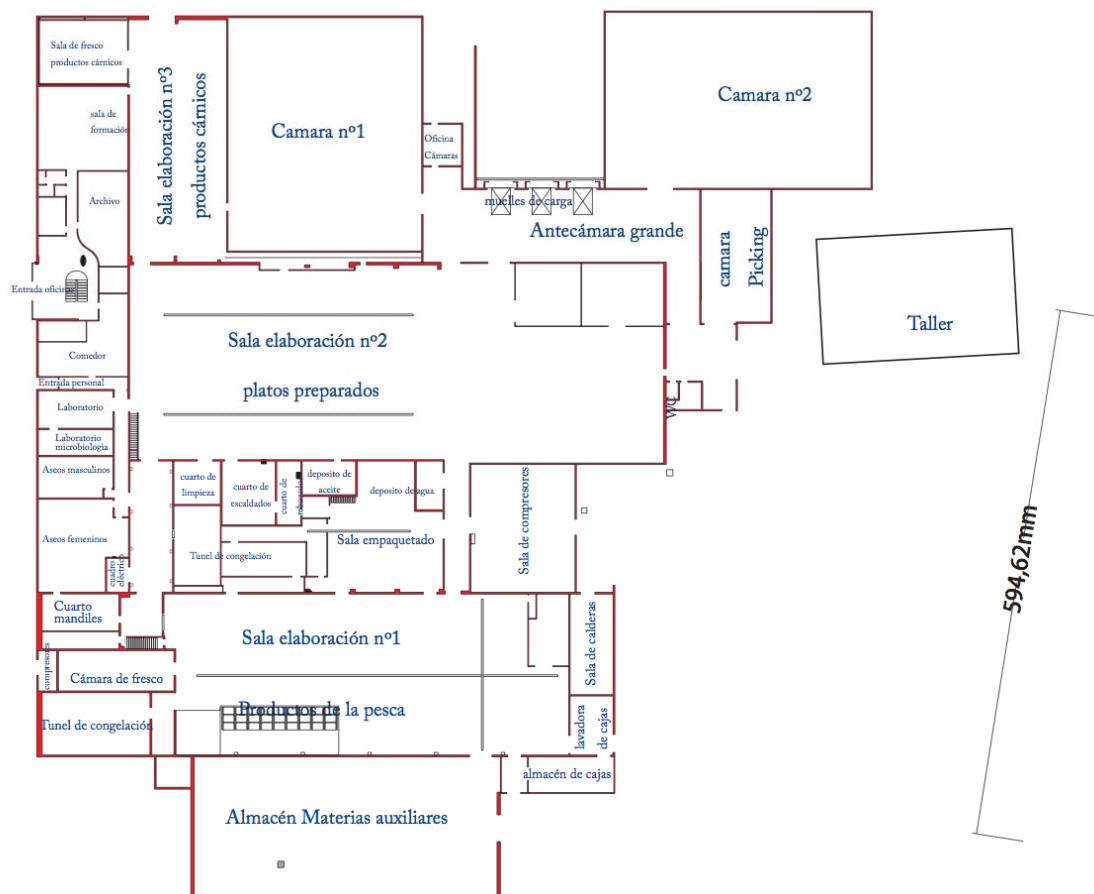 Sala de fresco
productos cárnicos
sala de
formación
Archivo
Entrada oficinas
Comedor
Entrada personal
Laboratorio
Laboratorio
microbiologia
Aseos masculinos
Aseos femeninos
cuadro
eléctrico
Cuarto
mandiles
compresores
Cámara de fresco
Tunel de congelación
Sala elaboración nº3
productos cárnicos
Camara nº1
Oficina
Cámaras
Camara nº2
muelles de carga
Antecámara grande
camara
Picking
Taller
Sala elaboración nº2
platos preparados
WC
cuarto de
limpieza
cuarto de
escaldados
cuarto de
deposito de
aceite
deposito de agua
Tunel de congelación
Sala empaquetado
Sala de compresores
Sala elaboración nº1
Productos de la pesca
Sala de calderas
lavadora
de cajas
almacén de cajas
Almacén Materias auxiliares
594,62mm